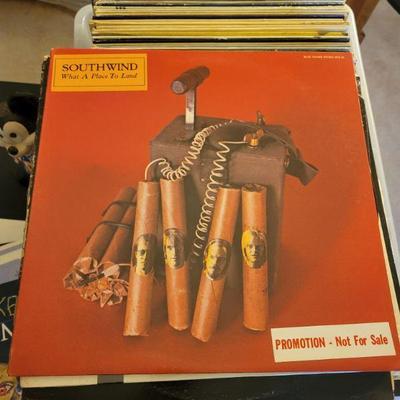 SOUTHWIND
What A Place To Land
PROMOTION - Not For Sale